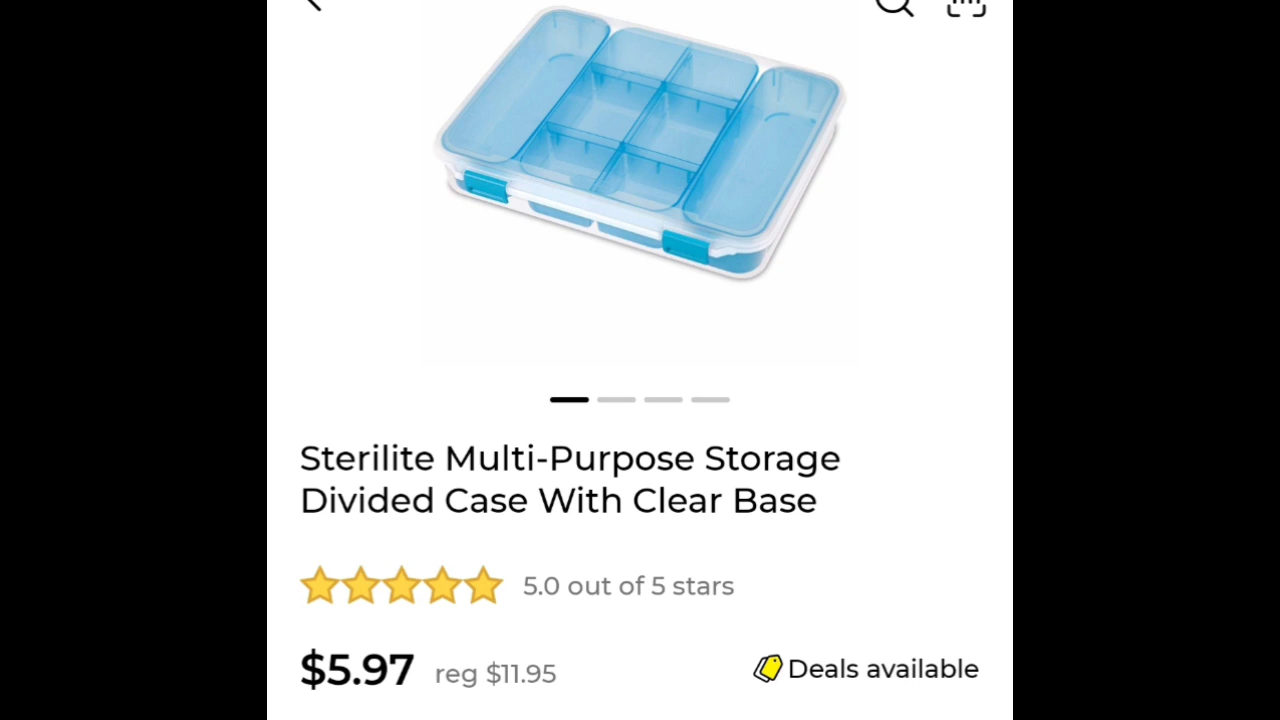 Sterilite Multi-Purpose Storage
Divided Case With Clear Base
5.0 out of 5 stars
$5.97 reg $11.95 Deals available